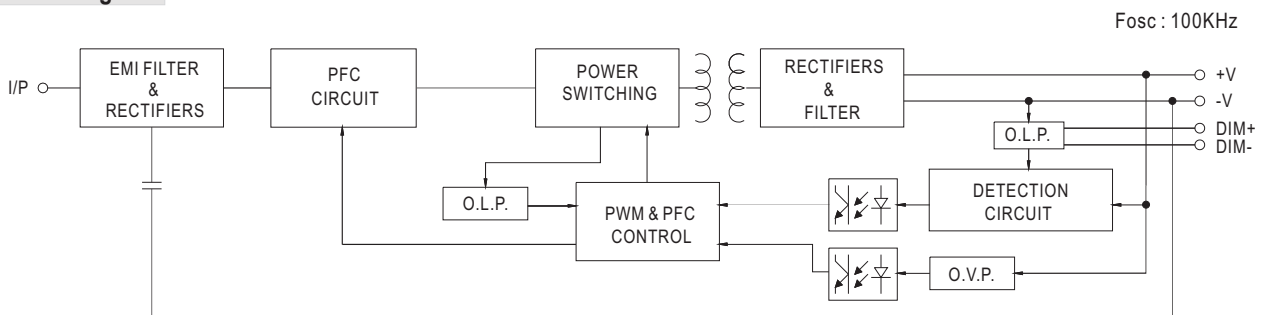 Fosc : 100KHz
I/P
EMI FILTER
&
RECTIFIERS
PFC
CIRCUIT
POWER
SWITCHING
RECTIFIERS
&
FILTER
+V
-V
DIM+
DIM-
O.L.P.
O.L.P.
PWM & PFC
CONTROL
DETECTION
CIRCUIT
O.V.P.